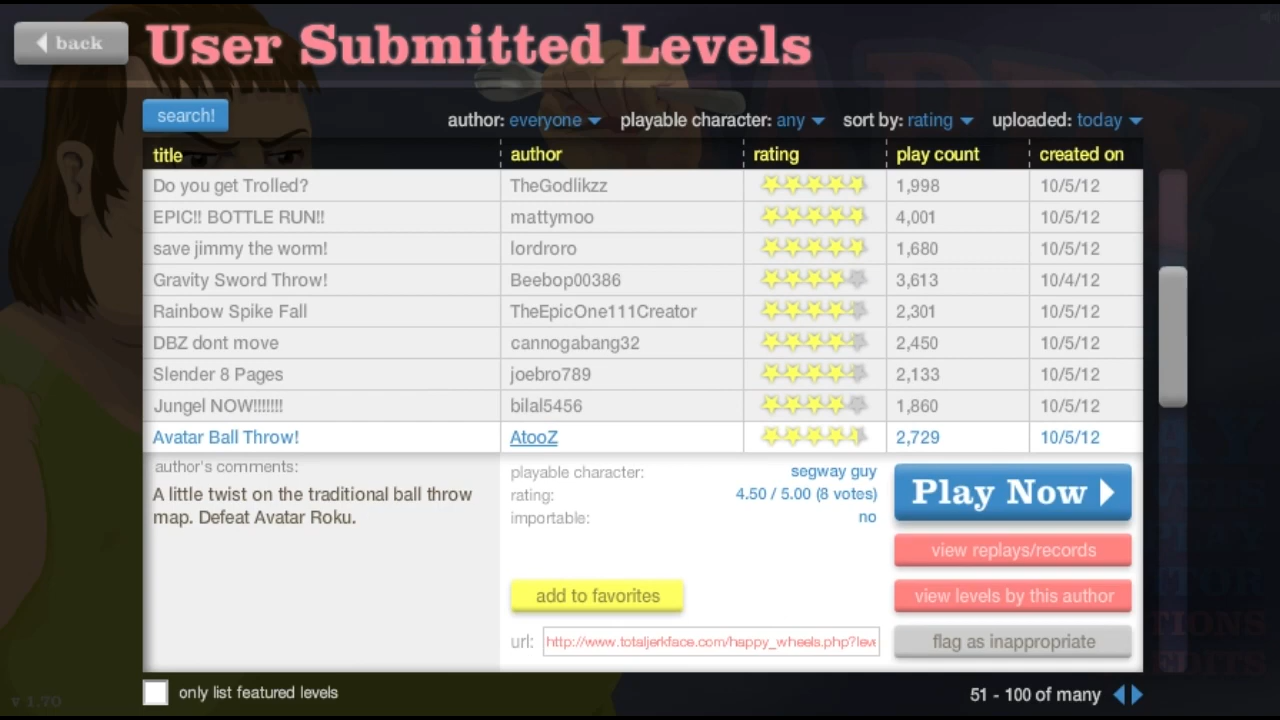 back
User Submitted Levels
search!
author: everyone playable character: any sort by: rating uploaded: today
title author rating play count created on
Do you get Trolled? TheGodlikzz 1,998 10/5/12
EPIC!! BOTTLE RUN!! mattymoo 4,001 10/5/12
save jimmy the worm! lordroro 1,680 10/5/12
Gravity Sword Throw! Beebop00386 3,613 10/4/12
Rainbow Spike Fall TheEpicOne111Creator 2,301 10/5/12
DBZ dont move cannogabang32 2,450 10/5/12
Slender 8 Pages joebro789 2,133 10/5/12
Jungel NOW!!!!!!! bilal5456 1,860 10/5/12
Avatar Ball Throw! AtooZ 2,729 10/5/12
author's comments:
A little twist on the traditional ball throw
map. Defeat Avatar Roku.
playable character: segway guy
rating: 4.50 / 5.00 (8 votes)
importable: no
add to favorites
url: http://www.totaljerkface.com/happy_wheels.php?leve
Play Now
view replays/records
view levels by this author
flag as inappropriate
only list featured levels
51 - 100 of many
v 1.70